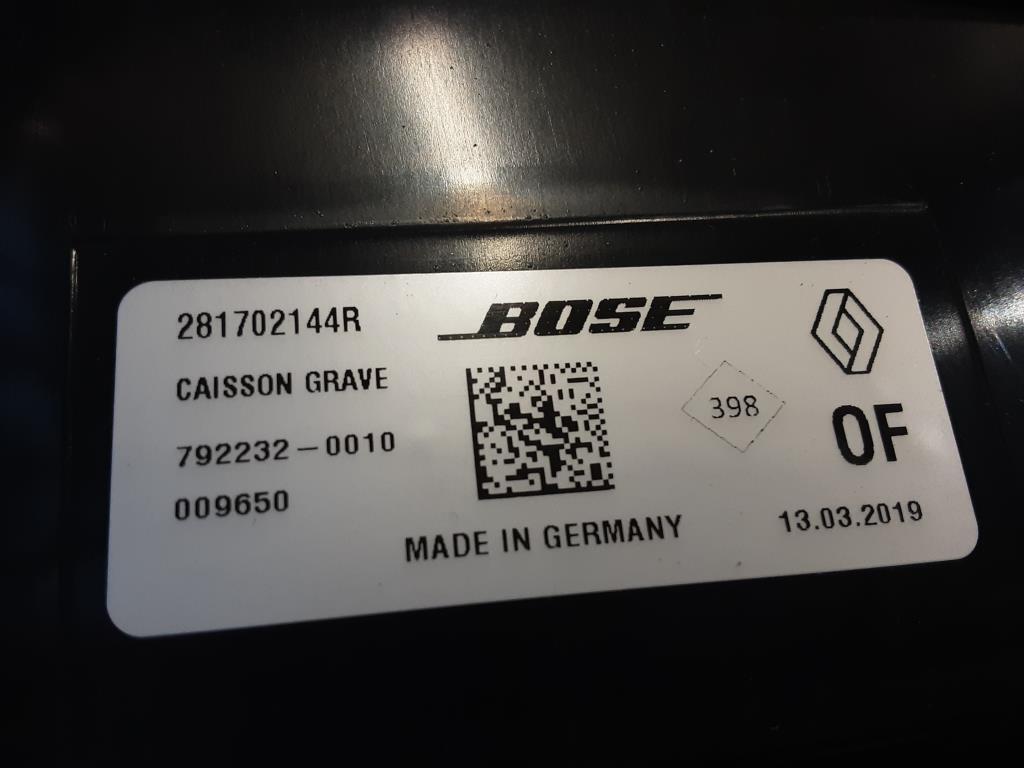 281702144R
BOSE
CAISSON GRAVE
398
792232-0010
OF
009650
MADE IN GERMANY
13.03.2019